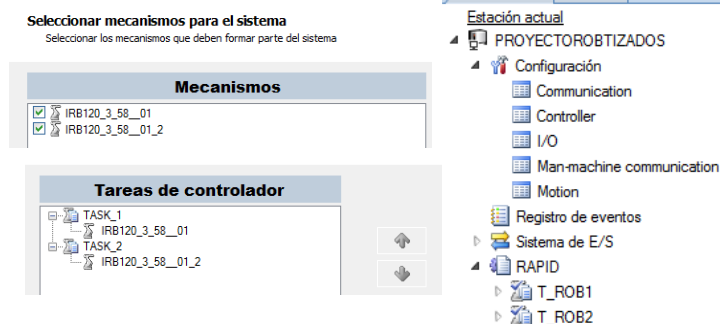 Seleccionar mecanismos para el sistema
Seleccionar los mecanismos que deben formar parte del sistema
Mecanismos
IRB120_3_58__01
IRB120_3_58__01_2
Tareas de controlador
TASK_1
IRB120_3_58__01
TASK_2
IRB120_3_58__01_2
Estación actual
PROYECTOROBTIZADOS
Configuración
Communication
Controller
I/O
Man-machine communication
Motion
Registro de eventos
Sistema de E/S
RAPID
T_ROB1
T_ROB2